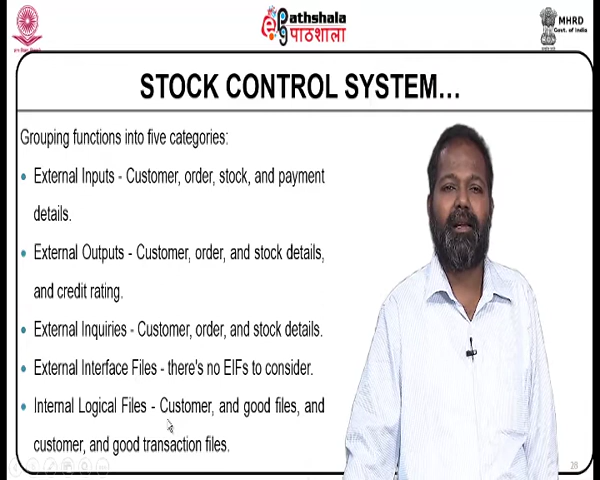 Pathshala
पाठशाला
MHRD
Govt. of India
STOCK CONTROL SYSTEM…
Grouping functions into five categories:
• External Inputs - Customer, order, stock, and payment
details.
• External Outputs - Customer, order, and stock details,
and credit rating.
• External Inquiries - Customer, order, and stock details.
• External Interface Files - there's no EIFs to consider.
• Internal Logical Files - Customer, and good files, and
customer, and good transaction files.
26